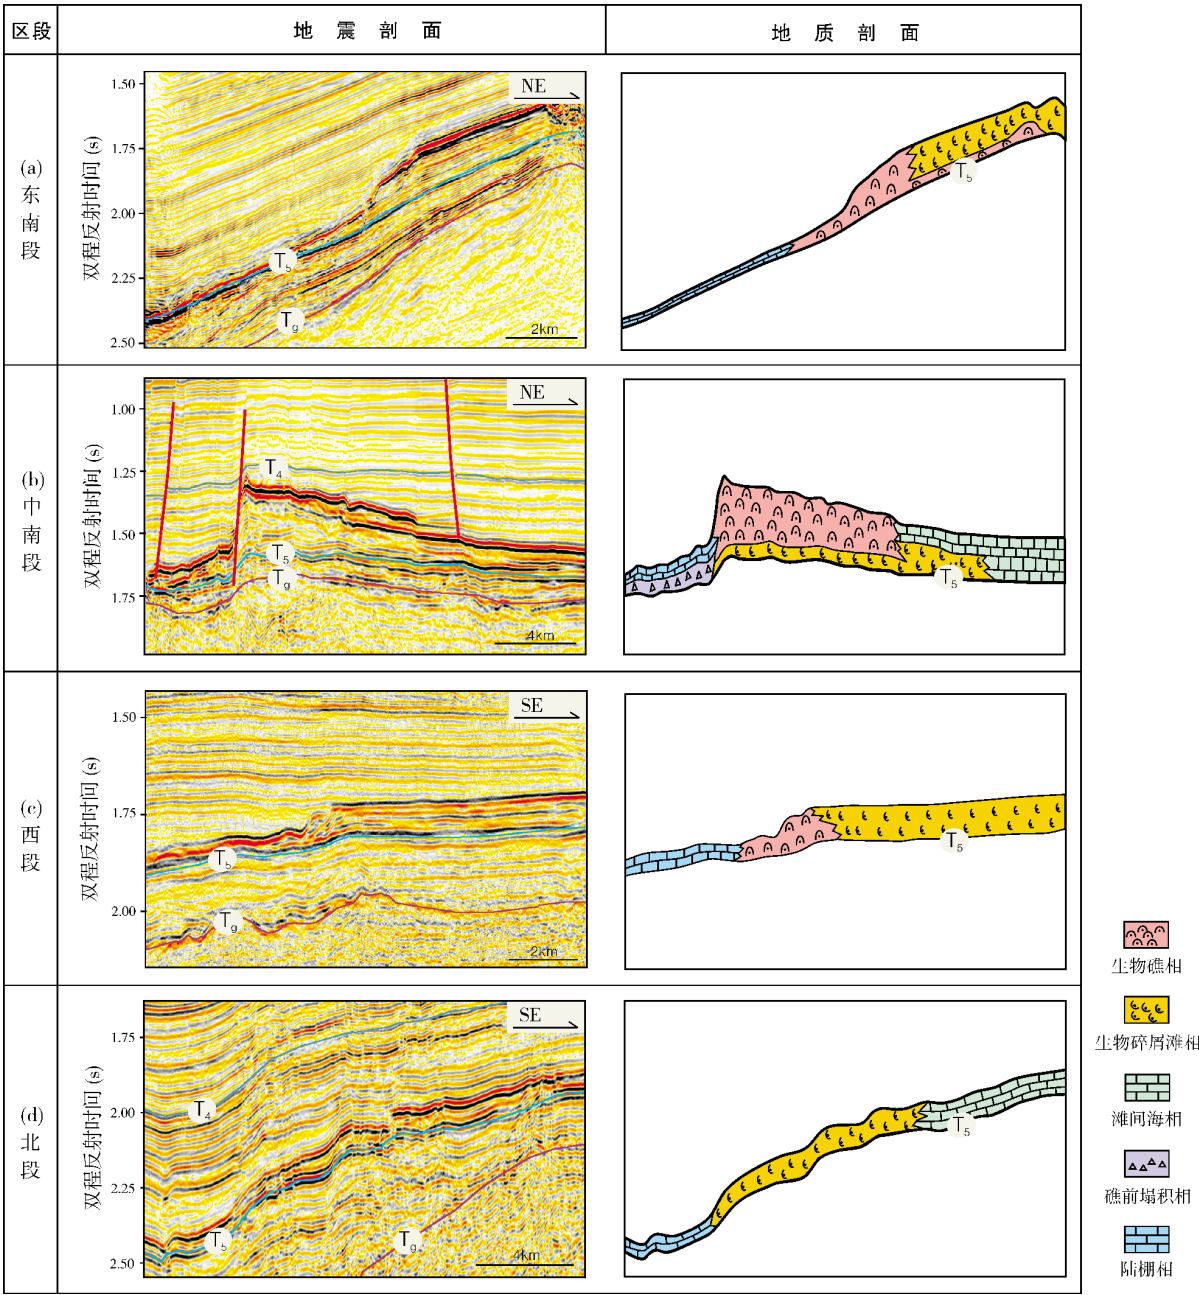 区段
地震剖面
地质剖面
(a)
东
南
段
双程反射时间 (s)
1.50
1.75
2.00
2.25
2.50
NE
T5
Tg
2km
T5
(b)
中
南
段
双程反射时间 (s)
1.00
1.25
1.50
1.75
NE
T4
T5
Tg
4km
T5
(c)
西
段
双程反射时间 (s)
1.50
1.75
2.00
SE
T5
Tg
2km
T5
(d)
北
段
双程反射时间 (s)
1.75
2.00
2.25
2.50
SE
T4
T5
Tg
4km
T5
生物礁相
生物碎屑滩相
滩间海相
礁前塌积相
陆棚相